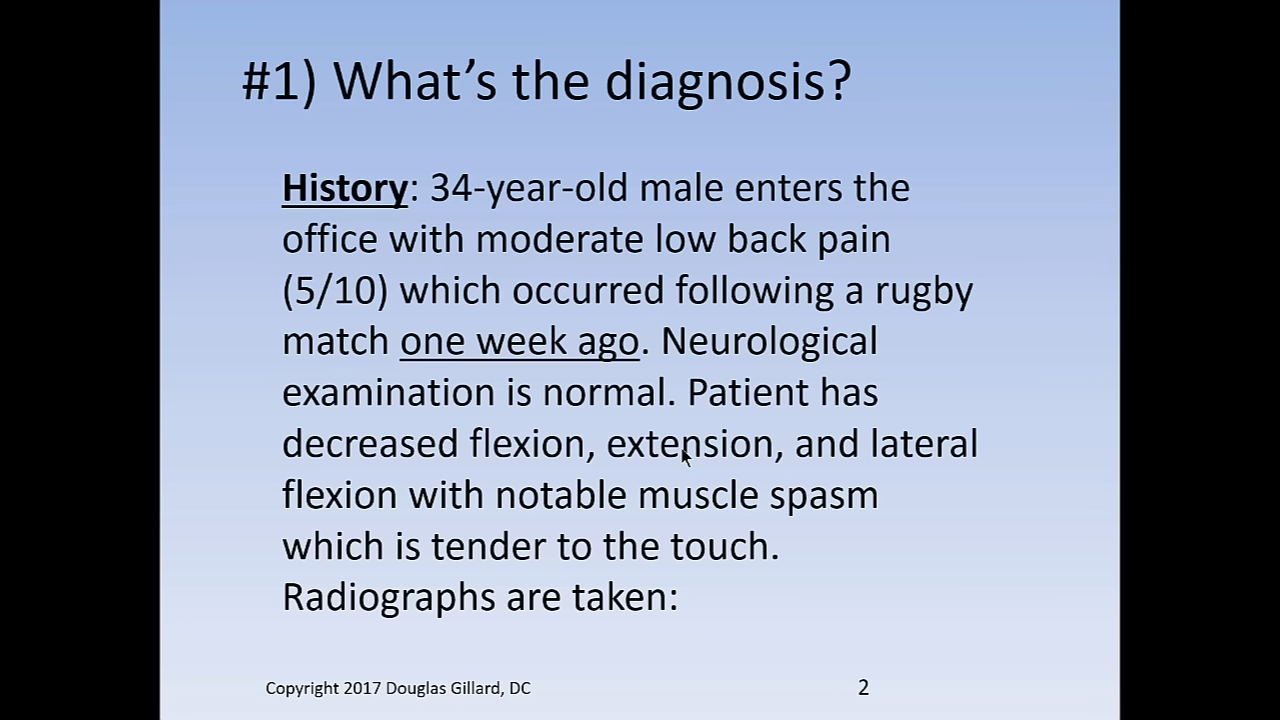 #1) What's the diagnosis?
History: 34-year-old male enters the
office with moderate low back pain
(5/10) which occurred following a rugby
match one week ago. Neurological
examination is normal. Patient has
decreased flexion, extension, and lateral
flexion with notable muscle spasm
which is tender to the touch.
Radiographs are taken:
Copyright 2017 Douglas Gillard, DC
2